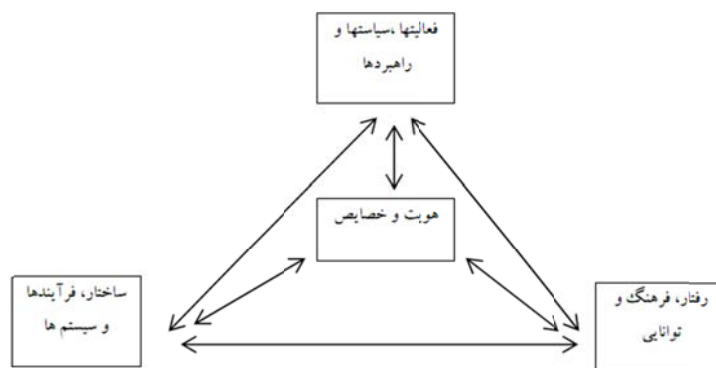 فعالیتها ،سیاستها و
راهبردها
هویت و خصایص
ساختار، فرآیندها
و سیستم ها
رفتار، فرهنگ و
توانایی